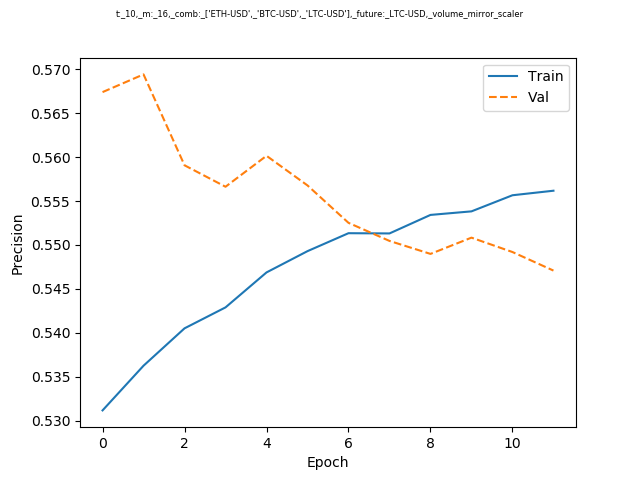 t:_10,_m:_16,_comb:_['ETH-USD',_'BTC-USD',_'LTC-USD'],_future:_LTC-USD,_volume_mirror_scaler
0.570
0.565
0.560
0.555
0.550
0.545
0.540
0.535
0.530
Precision
Train
Val
0 2 4 6 8 10
Epoch